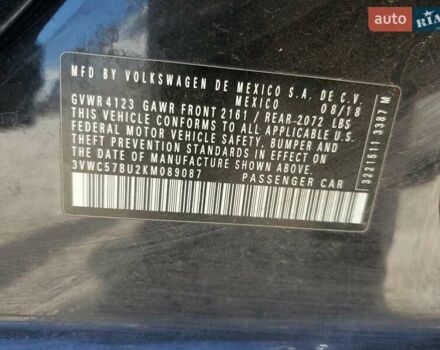 auto RIA
MFD BY VOLKSWAGEN DE MEXICO S.A. DE C.V.
MEXICO 08/18
GVWR 4123 GAWR FRONT 2161 / REAR-2072 LBS
THIS VEHICLE CONFORMS TO ALL APPLICABLE U.S.
FEDERAL MOTOR VEHICLE SAFETY, BUMPER AND
THEFT PREVENTION STANDARDS IN EFFECT ON
THE DATE OF MANUFACTURE SHOWN ABOVE.
3VWC57BU2KM089087 PASSENGER CAR
3221611 3387 M